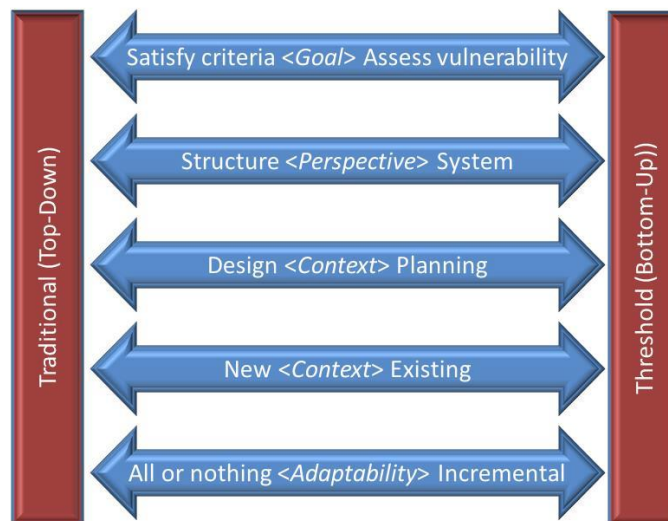 Traditional (Top-Down)
Satisfy criteria <Goal> Assess vulnerability
Structure <Perspective> System
Design <Context> Planning
New <Context> Existing
All or nothing <Adaptability> Incremental
Threshold (Bottom-Up))